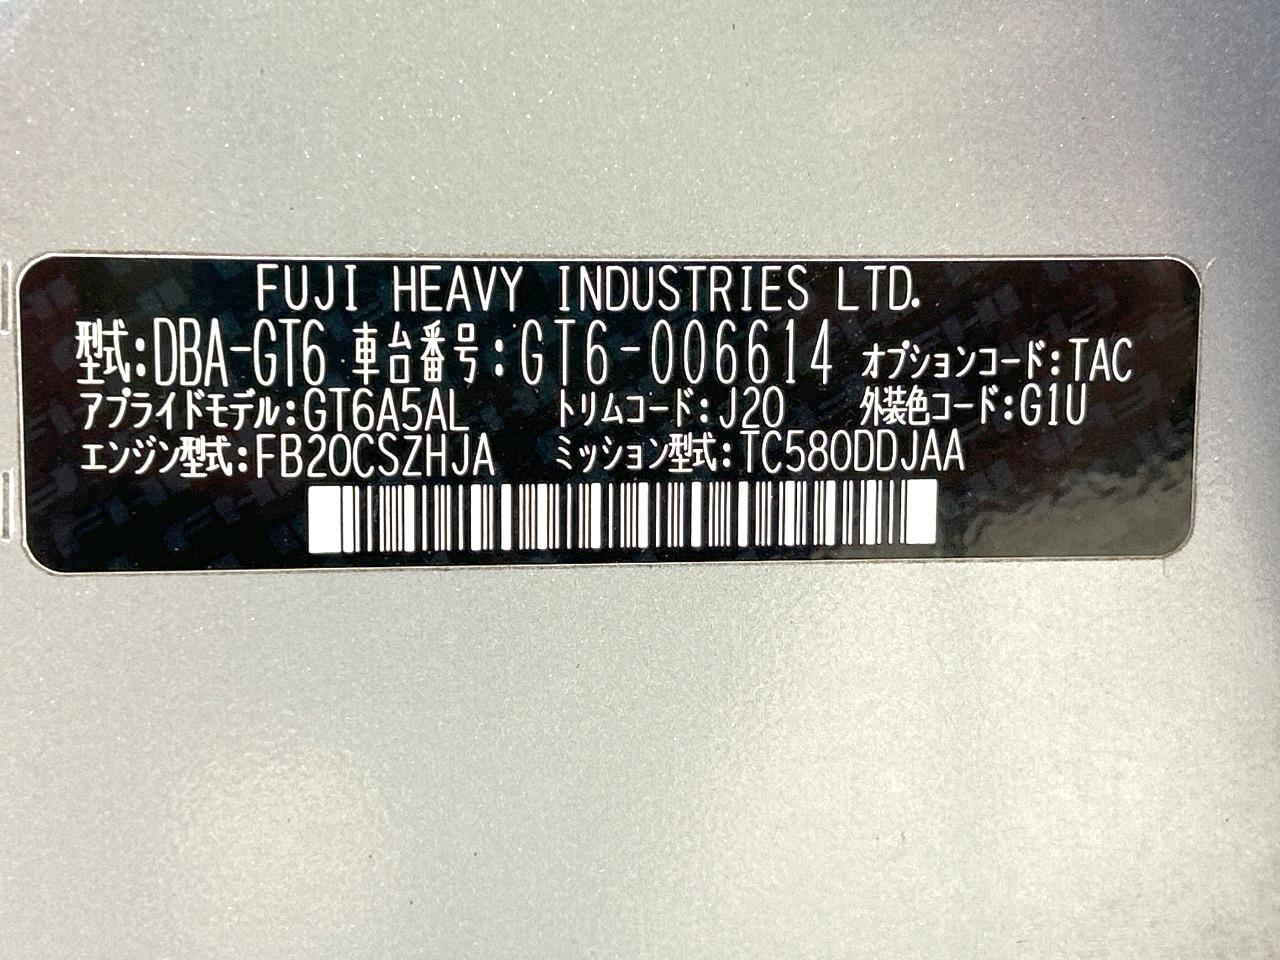 FUJI HEAVY INDUSTRIES LTD.
型式:DBA-GT6 車台番号:GT6-006614 オプションコード:TAC
アプライドモデル:GT6A5AL トリムコード:J20 外装色コード:G1U
エンジン型式:FB20CSZHJA ミッション型式:TC580DDJAA